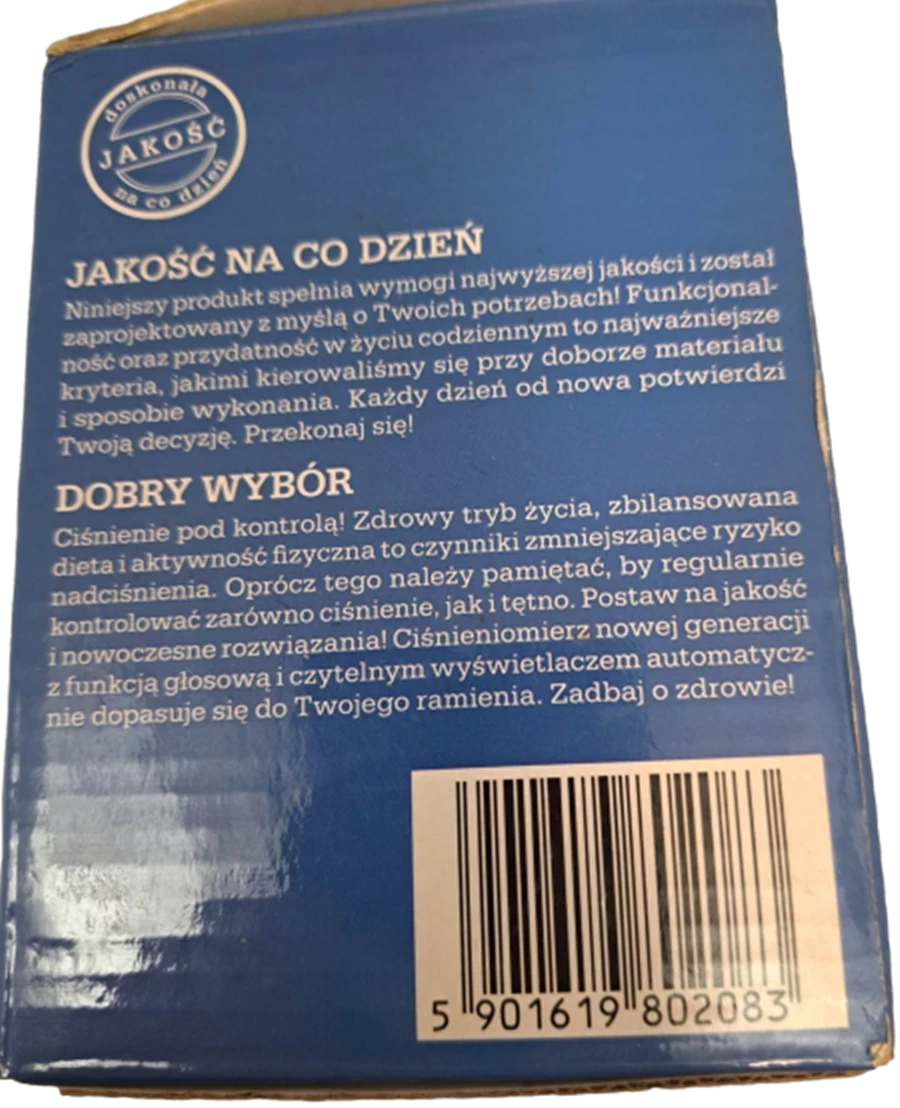 doskonała
JAKOŚĆ
na co dzień
JAKOŚĆ NA CO DZIEŃ
Niniejszy produkt spełnia wymogi najwyższej jakości i został
zaprojektowany z myślą o Twoich potrzebach! Funkcjonal-
ność oraz przydatność w życiu codziennym to najważniejsze
kryteria, jakimi kierowaliśmy się przy doborze materiału
i sposobie wykonania. Każdy dzień od nowa potwierdzi
Twoją decyzję. Przekonaj się!
DOBRY WYBÓR
Ciśnienie pod kontrolą! Zdrowy tryb życia, zbilansowana
dieta i aktywność fizyczna to czynniki zmniejszające ryzyko
nadciśnienia. Oprócz tego należy pamiętać, by regularnie
kontrolować zarówno ciśnienie, jak i tętno. Postaw na jakość
i nowoczesne rozwiązania! Ciśnieniomierz nowej generacji
z funkcją głosową i czytelnym wyświetlaczem automatycz-
nie dopasuje się do Twojego ramienia. Zadbaj o zdrowie!
5 901619 802083